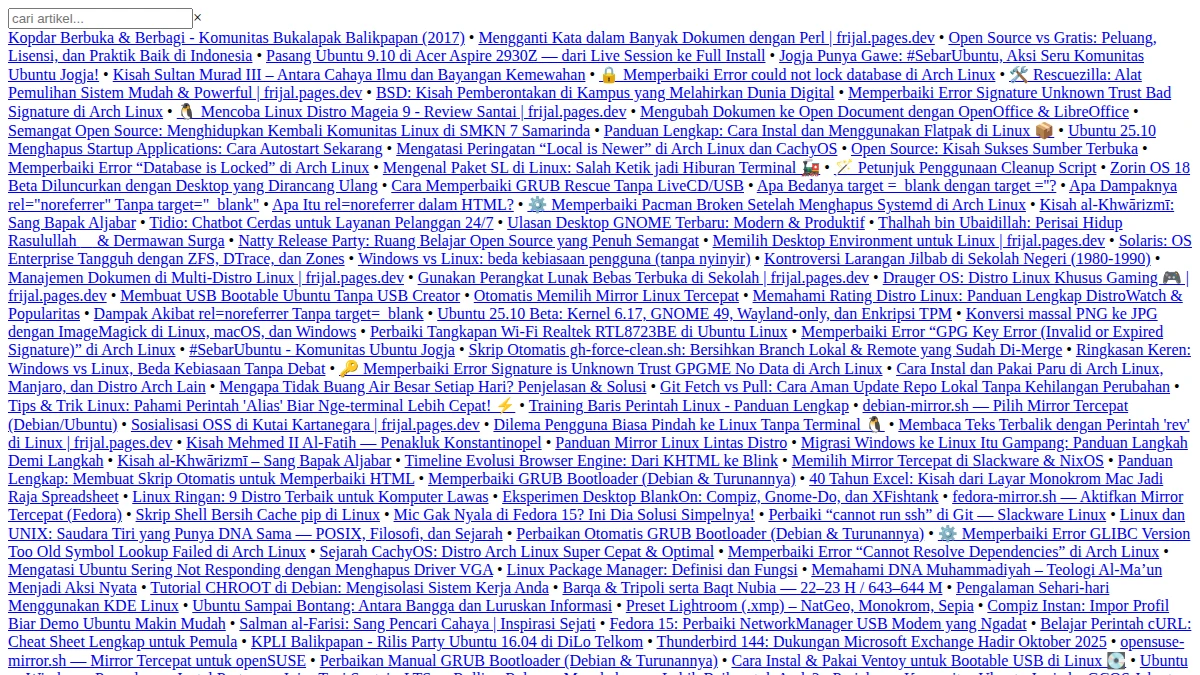 cari artikel... ×
Kopdar Berbuka & Berbagi - Komunitas Bukalapak Balikpapan (2017) • Mengganti Kata dalam Banyak Dokumen dengan Perl | frijal.pages.dev • Open Source vs Gratis: Peluang,
Lisensi, dan Praktik Baik di Indonesia • Pasang Ubuntu 9.10 di Acer Aspire 2930Z — dari Live Session ke Full Install • Jogja Punya Gawe: #SebarUbuntu, Aksi Seru Komunitas
Ubuntu Jogja! • Kisah Sultan Murad III – Antara Cahaya Ilmu dan Bayangan Kemewahan • 🔒 Memperbaiki Error could not lock database di Arch Linux • 🛠️ Rescuezilla: Alat
Pemulihan Sistem Mudah & Powerful | frijal.pages.dev • BSD: Kisah Pemberontakan di Kampus yang Melahirkan Dunia Digital • Memperbaiki Error Signature Unknown Trust Bad
Signature di Arch Linux • 🐧 Mencoba Linux Distro Mageia 9 - Review Santai | frijal.pages.dev • Mengubah Dokumen ke Open Document dengan OpenOffice & LibreOffice •
Semangat Open Source: Menghidupkan Kembali Komunitas Linux di SMKN 7 Samarinda • Panduan Lengkap: Cara Instal dan Menggunakan Flatpak di Linux 📦 • Ubuntu 25.10
Menghapus Startup Applications: Cara Autostart Sekarang • Mengatasi Peringatan “Local is Newer” di Arch Linux dan CachyOS • Open Source: Kisah Sukses Sumber Terbuka •
Memperbaiki Error “Database is Locked” di Arch Linux • Mengenal Paket SL di Linux: Salah Ketik jadi Hiburan Terminal 🚂 • 🪄 Petunjuk Penggunaan Cleanup Script • Zorin OS 18
Beta Diluncurkan dengan Desktop yang Dirancang Ulang • Cara Memperbaiki GRUB Rescue Tanpa LiveCD/USB • Apa Bedanya target =_blank dengan target =''? • Apa Dampaknya
rel="noreferrer" Tanpa target="_blank" • Apa Itu rel=noreferrer dalam HTML? • ⚙️ Memperbaiki Pacman Broken Setelah Menghapus Systemd di Arch Linux • Kisah al-Khwārizmī:
Sang Bapak Aljabar • Tidio: Chatbot Cerdas untuk Layanan Pelanggan 24/7 • Ulasan Desktop GNOME Terbaru: Modern & Produktif • Thalhah bin Ubaidillah: Perisai Hidup
Rasulullah & Dermawan Surga • Natty Release Party: Ruang Belajar Open Source yang Penuh Semangat • Memilih Desktop Environment untuk Linux | frijal.pages.dev • Solaris: OS
Enterprise Tangguh dengan ZFS, DTrace, dan Zones • Windows vs Linux: beda kebiasaan pengguna (tanpa nyinyir) • Kontroversi Larangan Jilbab di Sekolah Negeri (1980-1990) •
Manajemen Dokumen di Multi-Distro Linux | frijal.pages.dev • Gunakan Perangkat Lunak Bebas Terbuka di Sekolah | frijal.pages.dev • Drauger OS: Distro Linux Khusus Gaming 🎮 |
frijal.pages.dev • Membuat USB Bootable Ubuntu Tanpa USB Creator • Otomatis Memilih Mirror Linux Tercepat • Memahami Rating Distro Linux: Panduan Lengkap DistroWatch &
Popularitas • Dampak Akibat rel=noreferrer Tanpa target=_blank • Ubuntu 25.10 Beta: Kernel 6.17, GNOME 49, Wayland-only, dan Enkripsi TPM • Konversi massal PNG ke JPG
dengan ImageMagick di Linux, macOS, dan Windows • Perbaiki Tangkapan Wi-Fi Realtek RTL8723BE di Ubuntu Linux • Memperbaiki Error “GPG Key Error (Invalid or Expired
Signature)” di Arch Linux • #SebarUbuntu - Komunitas Ubuntu Jogja • Skrip Otomatis gh-force-clean.sh: Bersihkan Branch Lokal & Remote yang Sudah Di-Merge • Ringkasan Keren:
Windows vs Linux, Beda Kebiasaan Tanpa Debat • 🔑 Memperbaiki Error Signature is Unknown Trust GPGME No Data di Arch Linux • Cara Instal dan Pakai Paru di Arch Linux,
Manjaro, dan Distro Arch Lain • Mengapa Tidak Buang Air Besar Setiap Hari? Penjelasan & Solusi • Git Fetch vs Pull: Cara Aman Update Repo Lokal Tanpa Kehilangan Perubahan •
Tips & Trik Linux: Pahami Perintah 'Alias' Biar Nge-terminal Lebih Cepat! ⚡ • Training Baris Perintah Linux - Panduan Lengkap • debian-mirror.sh — Pilih Mirror Tercepat
(Debian/Ubuntu) • Sosialisasi OSS di Kutai Kartanegara | frijal.pages.dev • Dilema Pengguna Biasa Pindah ke Linux Tanpa Terminal 🐧 • Membaca Teks Terbalik dengan Perintah 'rev'
di Linux | frijal.pages.dev • Kisah Mehmed II Al-Fatih — Penakluk Konstantinopel • Panduan Mirror Linux Lintas Distro • Migrasi Windows ke Linux Itu Gampang: Panduan Langkah
Demi Langkah • Kisah al-Khwārizmī – Sang Bapak Aljabar • Timeline Evolusi Browser Engine: Dari KHTML ke Blink • Memilih Mirror Tercepat di Slackware & NixOS • Panduan
Lengkap: Membuat Skrip Otomatis untuk Memperbaiki HTML • Memperbaiki GRUB Bootloader (Debian & Turunannya) • 40 Tahun Excel: Kisah dari Layar Monokrom Mac Jadi
Raja Spreadsheet • Linux Ringan: 9 Distro Terbaik untuk Komputer Lawas • Eksperimen Desktop BlankOn: Compiz, Gnome-Do, dan XFishtank • fedora-mirror.sh — Aktifkan Mirror
Tercepat (Fedora) • Skrip Shell Bersih Cache pip di Linux • Mic Gak Nyala di Fedora 15? Ini Dia Solusi Simpelnya! • Perbaiki “cannot run ssh” di Git — Slackware Linux • Linux dan
UNIX: Saudara Tiri yang Punya DNA Sama — POSIX, Filosofi, dan Sejarah • Perbaikan Otomatis GRUB Bootloader (Debian & Turunannya) • ⚙️ Memperbaiki Error GLIBC Version
Too Old Symbol Lookup Failed di Arch Linux • Sejarah CachyOS: Distro Arch Linux Super Cepat & Optimal • Memperbaiki Error “Cannot Resolve Dependencies” di Arch Linux •
Mengatasi Ubuntu Sering Not Responding dengan Menghapus Driver VGA • Linux Package Manager: Definisi dan Fungsi • Memahami DNA Muhammadiyah – Teologi Al-Ma’un
Menjadi Aksi Nyata • Tutorial CHROOT di Debian: Mengisolasi Sistem Kerja Anda • Barqa & Tripoli serta Baqt Nubia — 22–23 H / 643–644 M • Pengalaman Sehari-hari
Menggunakan KDE Linux • Ubuntu Sampai Bontang: Antara Bangga dan Luruskan Informasi • Preset Lightroom (.xmp) – NatGeo, Monokrom, Sepia • Compiz Instan: Impor Profil
Biar Demo Ubuntu Makin Mudah • Salman al-Farisi: Sang Pencari Cahaya | Inspirasi Sejati • Fedora 15: Perbaiki NetworkManager USB Modem yang Ngadat • Belajar Perintah cURL:
Cheat Sheet Lengkap untuk Pemula • KPLI Balikpapan - Rilis Party Ubuntu 16.04 di DiLo Telkom • Thunderbird 144: Dukungan Microsoft Exchange Hadir Oktober 2025 • opensuse-
mirror.sh — Mirror Tercepat untuk openSUSE • Perbaikan Manual GRUB Bootloader (Debian & Turunannya) • Cara Instal & Pakai Ventoy untuk Bootable USB di Linux 💽 • Ubuntu